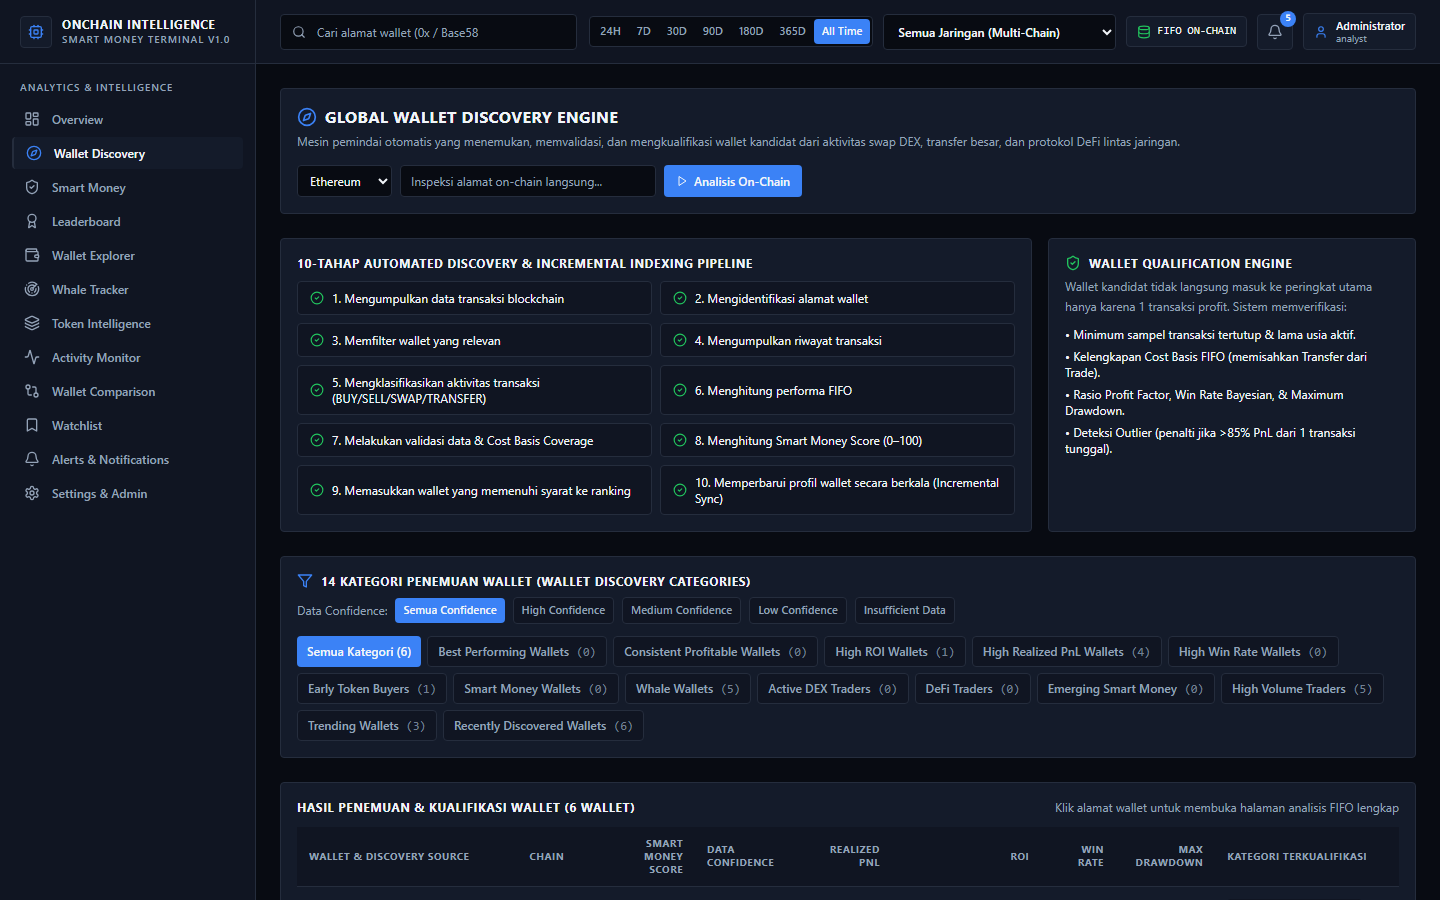 ONCHAIN INTELLIGENCE
SMART MONEY TERMINAL V1.0
Cari alamat wallet (0x / Base58
24H 7D 30D 90D 180D 365D All Time
Semua Jaringan (Multi-Chain)
FIFO ON-CHAIN
5
Administrator
analyst
ANALYTICS & INTELLIGENCE
Overview
Wallet Discovery
Smart Money
Leaderboard
Wallet Explorer
Whale Tracker
Token Intelligence
Activity Monitor
Wallet Comparison
Watchlist
Alerts & Notifications
Settings & Admin
GLOBAL WALLET DISCOVERY ENGINE
Mesin pemindai otomatis yang menemukan, memvalidasi, dan mengkualifikasi wallet kandidat dari aktivitas swap DEX, transfer besar, dan protokol DeFi lintas jaringan.
Ethereum
Inspeksi alamat on-chain langsung...
Analisis On-Chain
10-TAHAP AUTOMATED DISCOVERY & INCREMENTAL INDEXING PIPELINE
1. Mengumpulkan data transaksi blockchain
2. Mengidentifikasi alamat wallet
3. Memfilter wallet yang relevan
4. Mengumpulkan riwayat transaksi
5. Mengklasifikasikan aktivitas transaksi
(BUY/SELL/SWAP/TRANSFER)
6. Menghitung performa FIFO
7. Melakukan validasi data & Cost Basis Coverage
8. Menghitung Smart Money Score (0–100)
9. Memasukkan wallet yang memenuhi syarat ke ranking
10. Memperbarui profil wallet secara berkala (Incremental
Sync)
WALLET QUALIFICATION ENGINE
Wallet kandidat tidak langsung masuk ke peringkat utama
hanya karena 1 transaksi profit. Sistem memverifikasi:
• Minimum sampel transaksi tertutup & lama usia aktif.
• Kelengkapan Cost Basis FIFO (memisahkan Transfer dari
Trade).
• Rasio Profit Factor, Win Rate Bayesian, & Maximum
Drawdown.
• Deteksi Outlier (penalti jika >85% PnL dari 1 transaksi
tunggal).
14 KATEGORI PENEMUAN WALLET (WALLET DISCOVERY CATEGORIES)
Data Confidence: Semua Confidence High Confidence Medium Confidence Low Confidence Insufficient Data
Semua Kategori (6) Best Performing Wallets (0) Consistent Profitable Wallets (0) High ROI Wallets (1) High Realized PnL Wallets (4) High Win Rate Wallets (0)
Early Token Buyers (1) Smart Money Wallets (0) Whale Wallets (5) Active DEX Traders (0) DeFi Traders (0) Emerging Smart Money (0) High Volume Traders (5)
Trending Wallets (3) Recently Discovered Wallets (6)
HASIL PENEMUAN & KUALIFIKASI WALLET (6 WALLET)
Klik alamat wallet untuk membuka halaman analisis FIFO lengkap
WALLET & DISCOVERY SOURCE
CHAIN
SMART
MONEY
SCORE
DATA
CONFIDENCE
REALIZED
PNL
ROI
WIN
RATE
MAX
DRAWDOWN
KATEGORI TERKUALIFIKASI